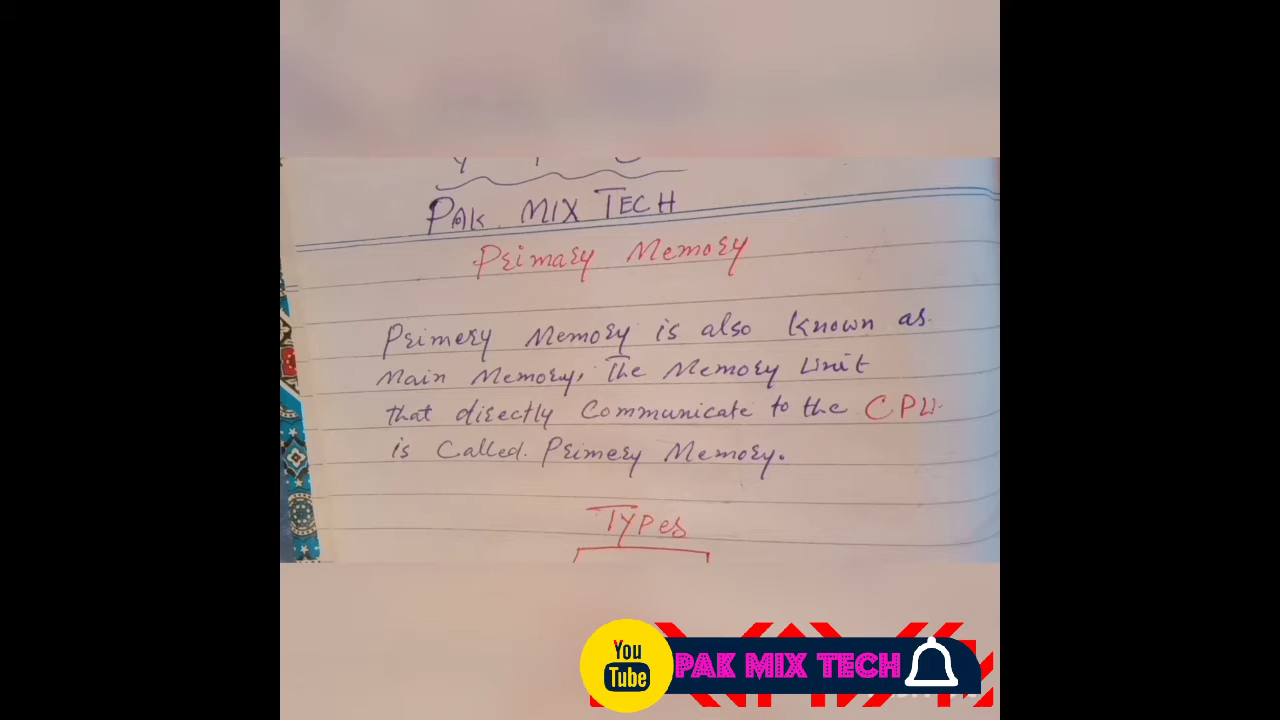 PAK MIX TECH
Primary Memory
Primery Memory is also known as
Main Memory, The Memory Unit
that directly communicate to the CPU
is Called. Primery Memory.
Types
You
Tube
PAK MIX TECH